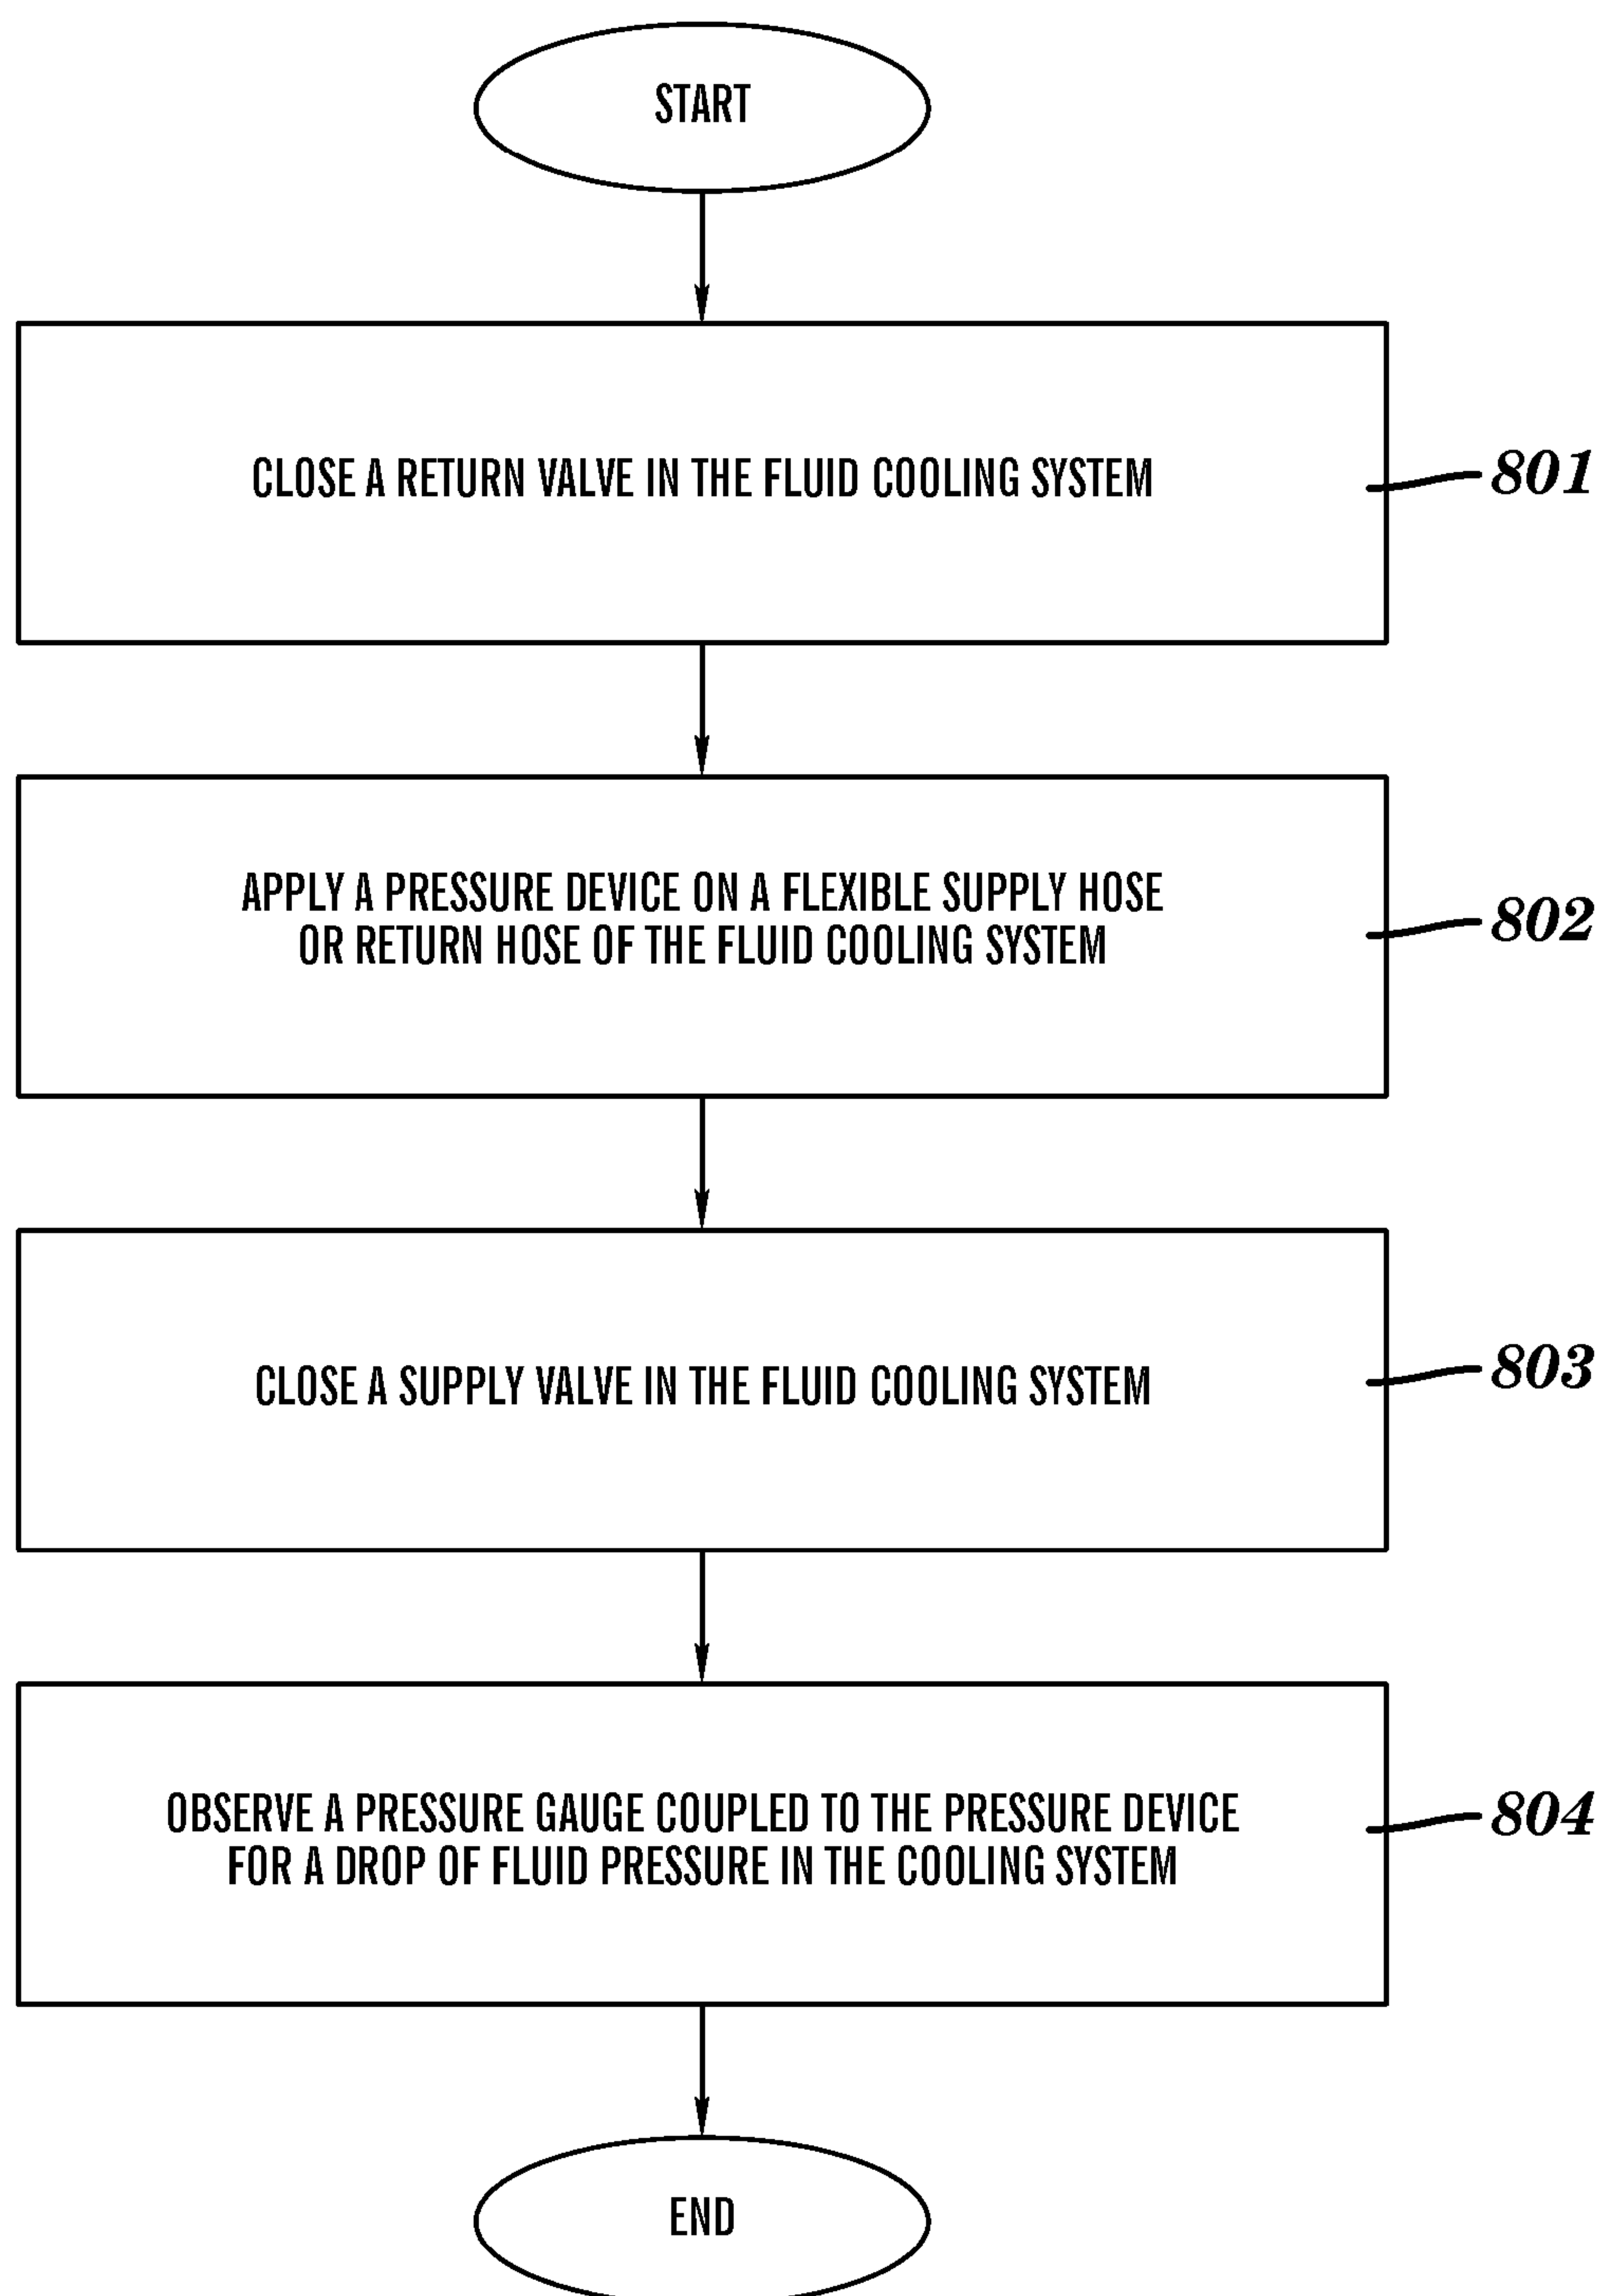 START
CLOSE A RETURN VALVE IN THE FLUID COOLING SYSTEM
801
APPLY A PRESSURE DEVICE ON A FLEXIBLE SUPPLY HOSE
OR RETURN HOSE OF THE FLUID COOLING SYSTEM
802
CLOSE A SUPPLY VALVE IN THE FLUID COOLING SYSTEM
803
OBSERVE A PRESSURE GAUGE COUPLED TO THE PRESSURE DEVICE
FOR A DROP OF FLUID PRESSURE IN THE COOLING SYSTEM
804
END